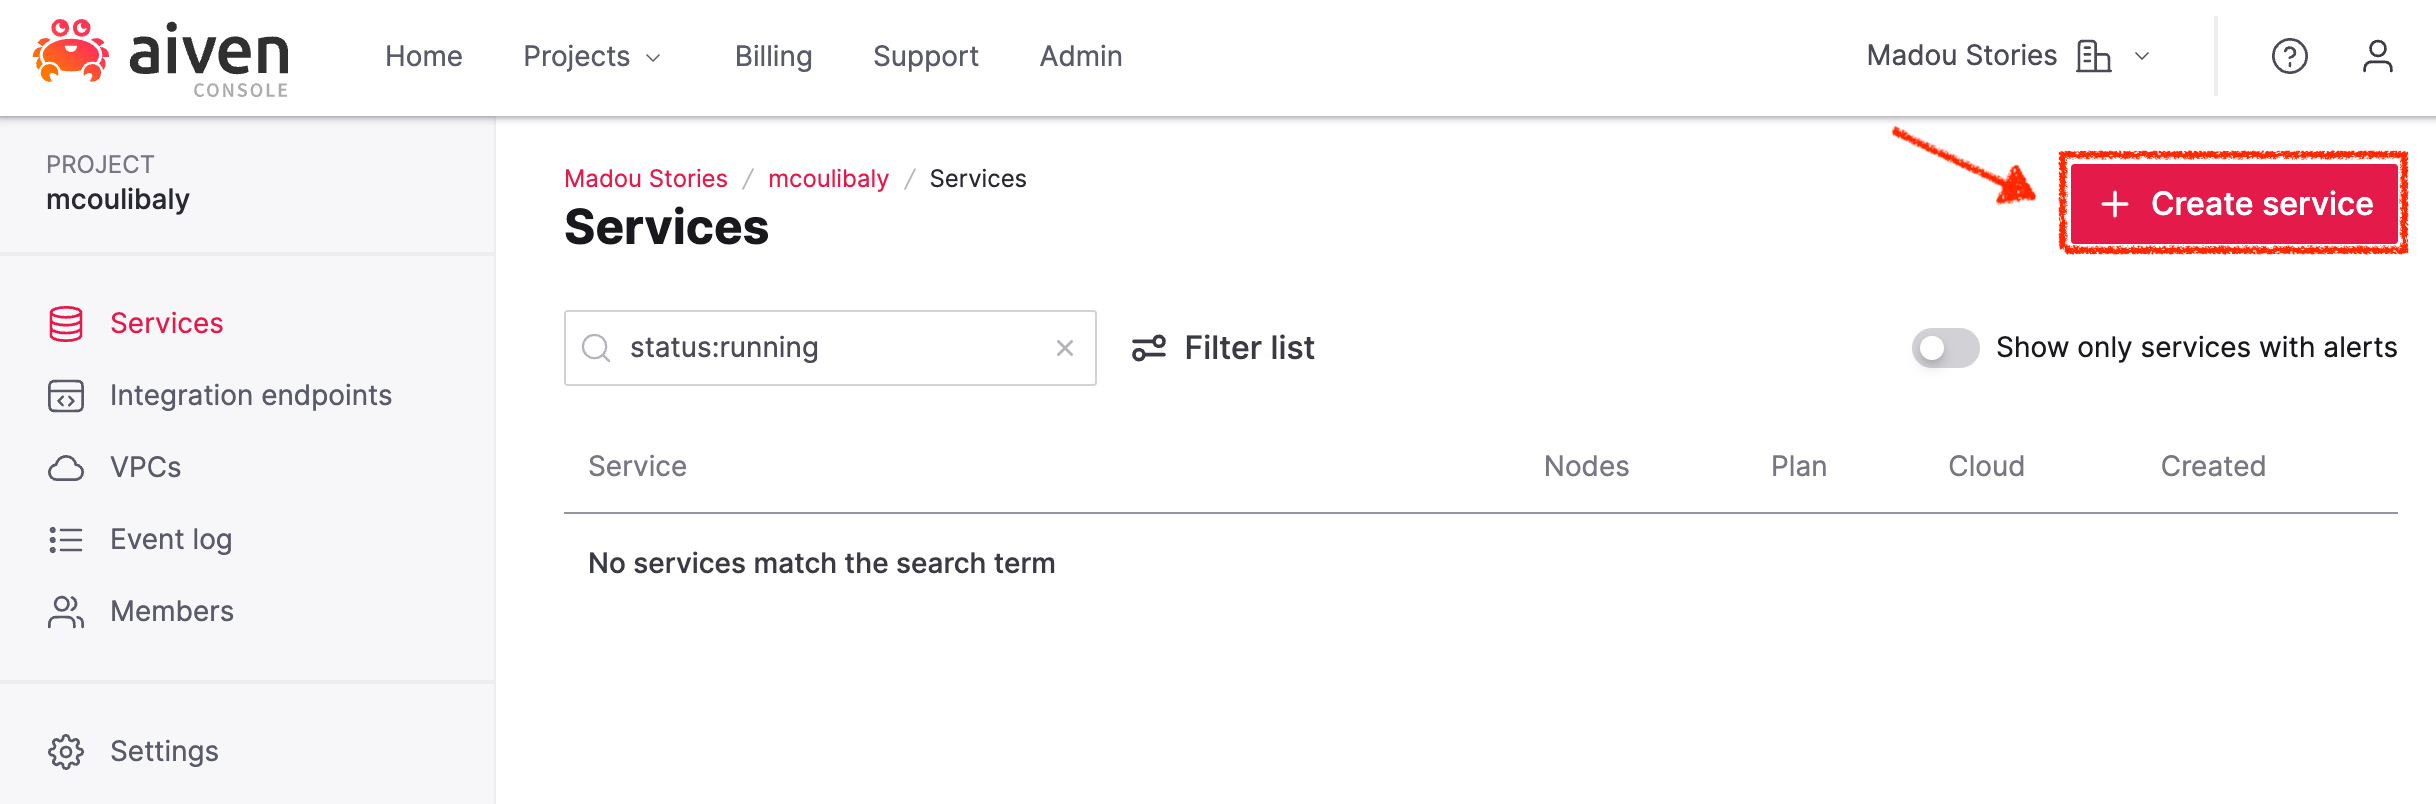 aiven
CONSOLE
Home Projects Billing Support Admin
Madou Stories
PROJECT
mcoulibaly
Services
Integration endpoints
VPCs
Event log
Members
Settings
Madou Stories / mcoulibaly / Services
Services
+ Create service
status:running
Filter list
Show only services with alerts
Service Nodes Plan Cloud Created
No services match the search term